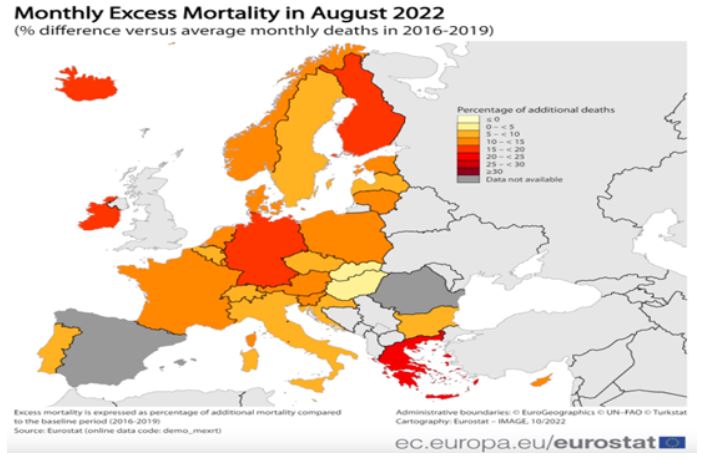 Monthly Excess Mortality in August 2022
(% difference versus average monthly deaths in 2016-2019)
Percentage of additional deaths
≤ 0
0 – < 5
5 – < 10
10 – < 15
15 – < 20
20 – < 25
25 – < 30
≥30
Data not available
Excess mortality is expressed as percentage of additional mortality compared
to the baseline period (2016-2019)
Source: Eurostat (online data code: demo_mexrt)
Administrative boundaries: © EuroGeographics © UN–FAO © Turkstat
Cartography: Eurostat – IMAGE, 10/2022
ec.europa.eu/eurostat